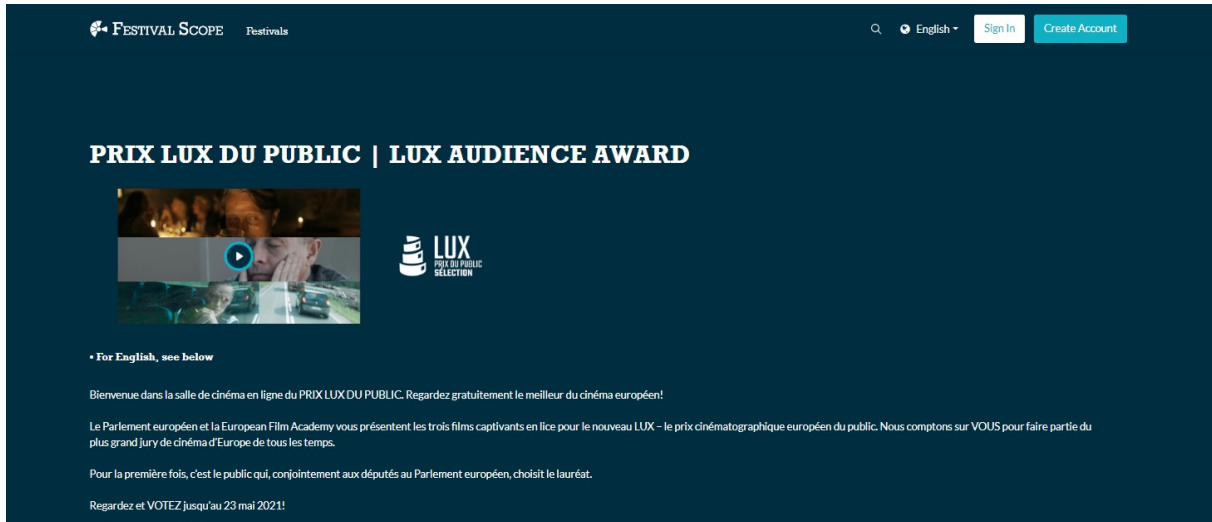 FESTIVAL SCOPE Festivals English Sign In Create Account
PRIX LUX DU PUBLIC | LUX AUDIENCE AWARD
LUX
PRIX DU PUBLIC
SÉLECTION
• For English, see below
Bienvenue dans la salle de cinéma en ligne du PRIX LUX DU PUBLIC. Regardez gratuitement le meilleur du cinéma européen!
Le Parlement européen et la European Film Academy vous présentent les trois films captivants en lice pour le nouveau LUX – le prix cinématographique européen du public. Nous comptons sur VOUS pour faire partie du
plus grand jury de cinéma d'Europe de tous les temps.
Pour la première fois, c'est le public qui, conjointement aux députés au Parlement européen, choisit le lauréat.
Regardez et VOTEZ jusqu'au 23 mai 2021!